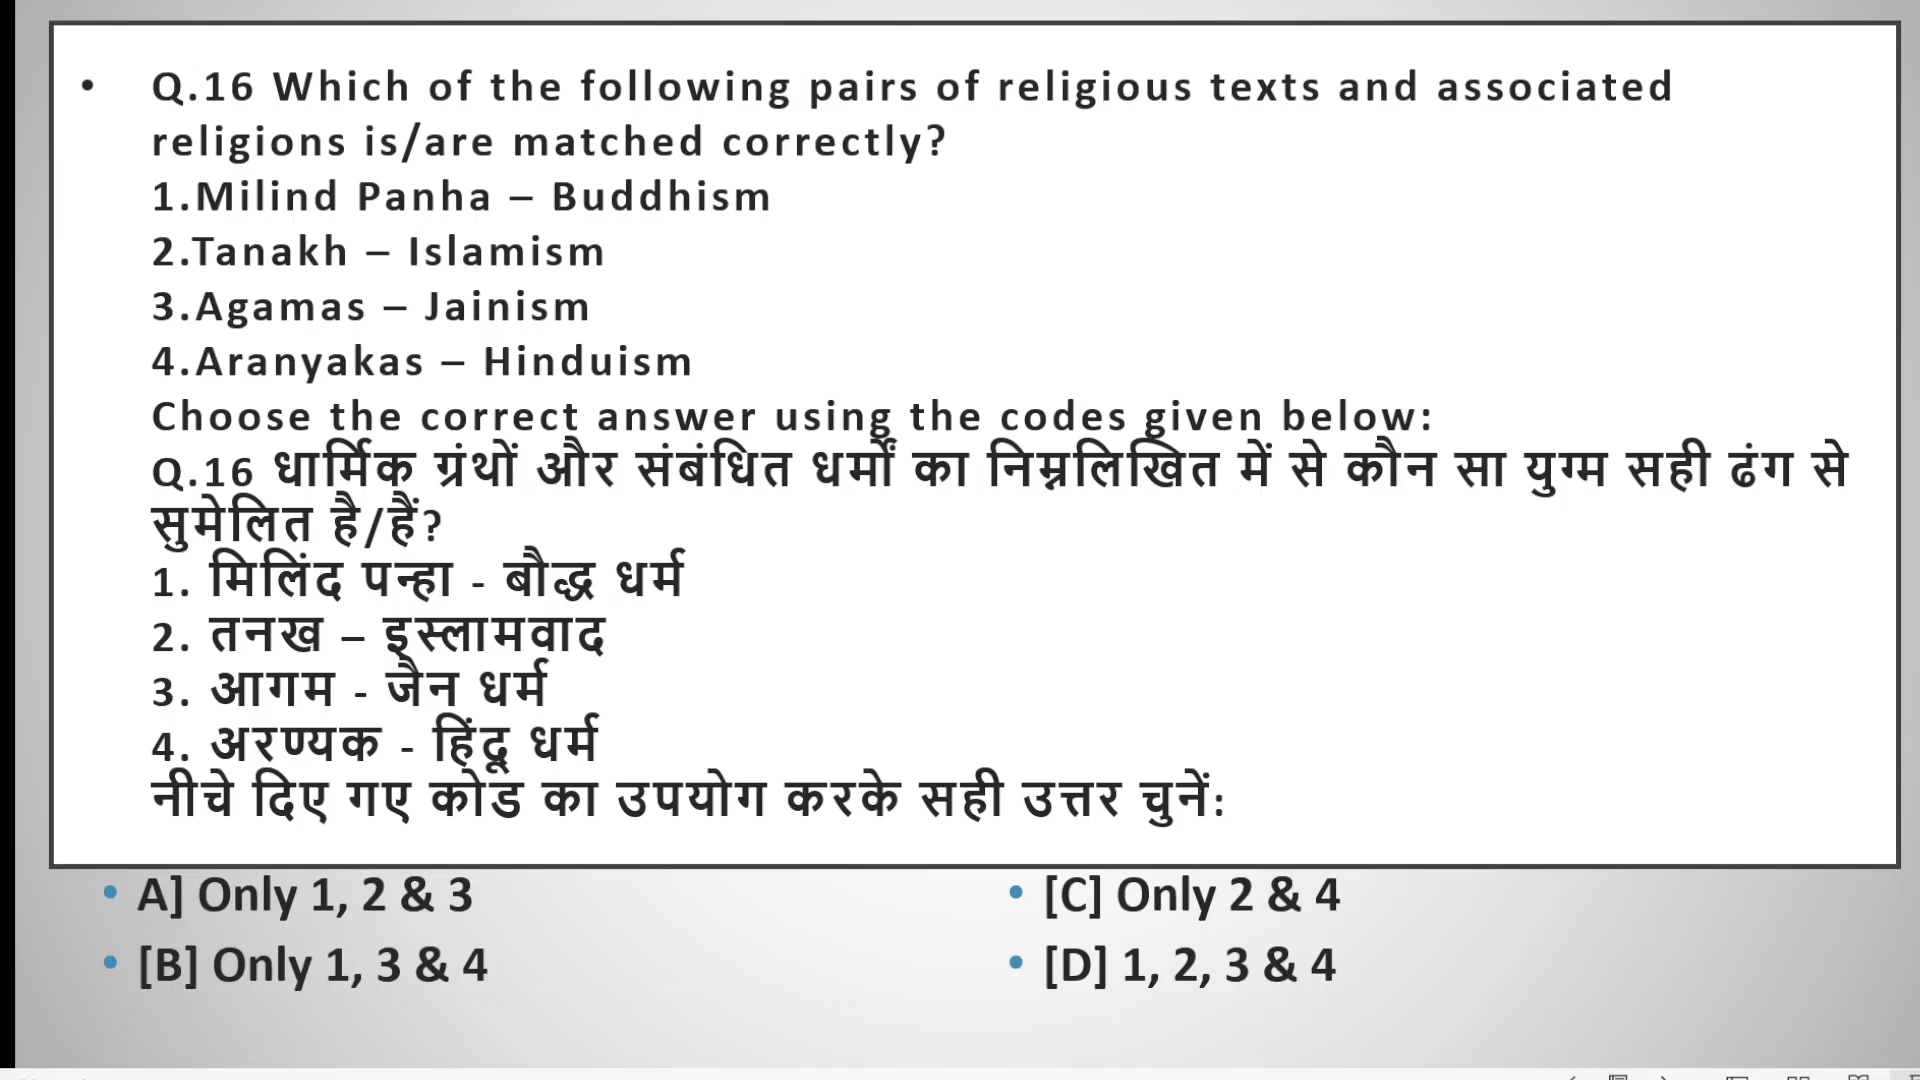 • Q.16 Which of the following pairs of religious texts and associated
religions is/are matched correctly?
1.Milind Panha – Buddhism
2.Tanakh – Islamism
3.Agamas – Jainism
4.Aranyakas – Hinduism
Choose the correct answer using the codes given below:
Q.16 धार्मिक ग्रंथों और संबंधित धर्मों का निम्नलिखित में से कौन सा युग्म सही ढंग से
सुमेलित है/हैं?
1. मिलिंद पन्हा - बौद्ध धर्म
2. तनख – इस्लामवाद
3. आगम - जैन धर्म
4. अरण्यक - हिंदू धर्म
नीचे दिए गए कोड का उपयोग करके सही उत्तर चुनें:
• A] Only 1, 2 & 3
• [B] Only 1, 3 & 4
• [C] Only 2 & 4
• [D] 1, 2, 3 & 4